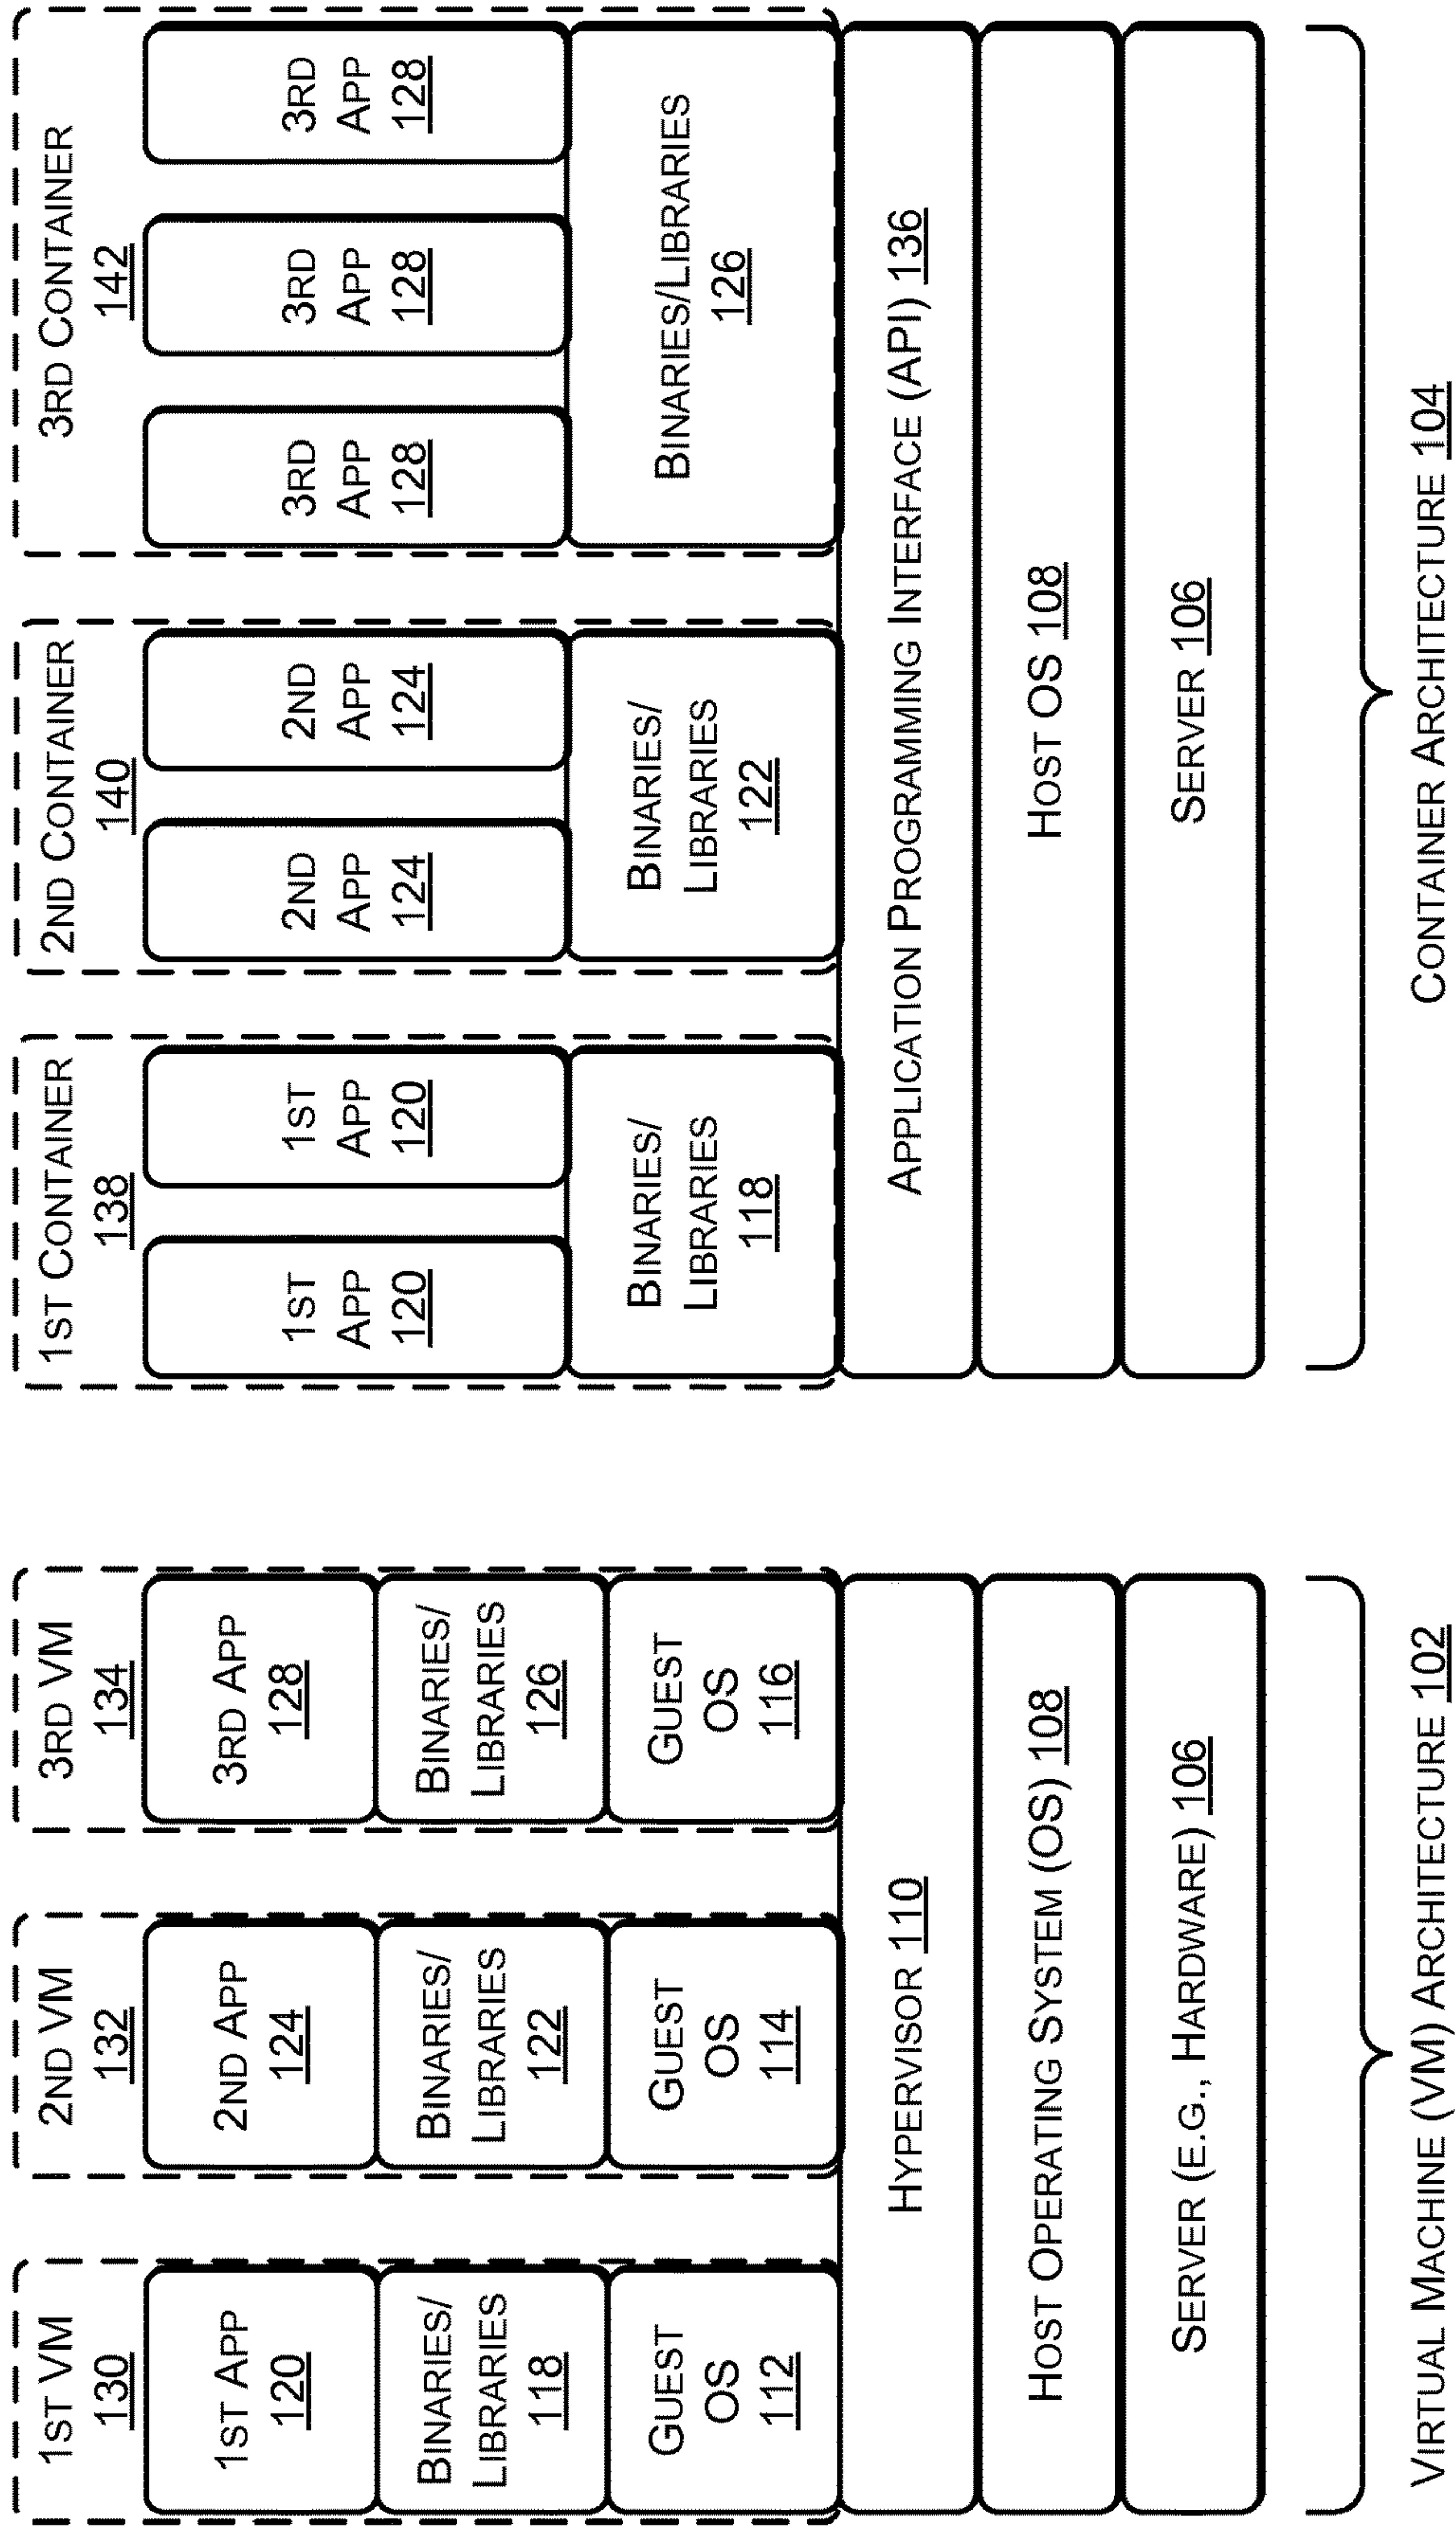 1ST VM
130
1ST APP
120
BINARIES/
LIBRARIES
118
GUEST
OS
112
2ND VM
132
2ND APP
124
BINARIES/
LIBRARIES
122
GUEST
OS
114
3RD VM
134
3RD APP
128
BINARIES/
LIBRARIES
126
GUEST
OS
116
HYPERVISOR 110
HOST OPERATING SYSTEM (OS) 108
SERVER (E.G., HARDWARE) 106
VIRTUAL MACHINE (VM) ARCHITECTURE 102
1ST CONTAINER
138
1ST
APP
120
1ST
APP
120
BINARIES/
LIBRARIES
118
2ND CONTAINER
140
2ND
APP
124
2ND
APP
124
BINARIES/
LIBRARIES
122
3RD CONTAINER
142
3RD
APP
128
3RD
APP
128
3RD
APP
128
BINARIES/LIBRARIES
126
APPLICATION PROGRAMMING INTERFACE (API) 136
HOST OS 108
SERVER 106
CONTAINER ARCHITECTURE 104